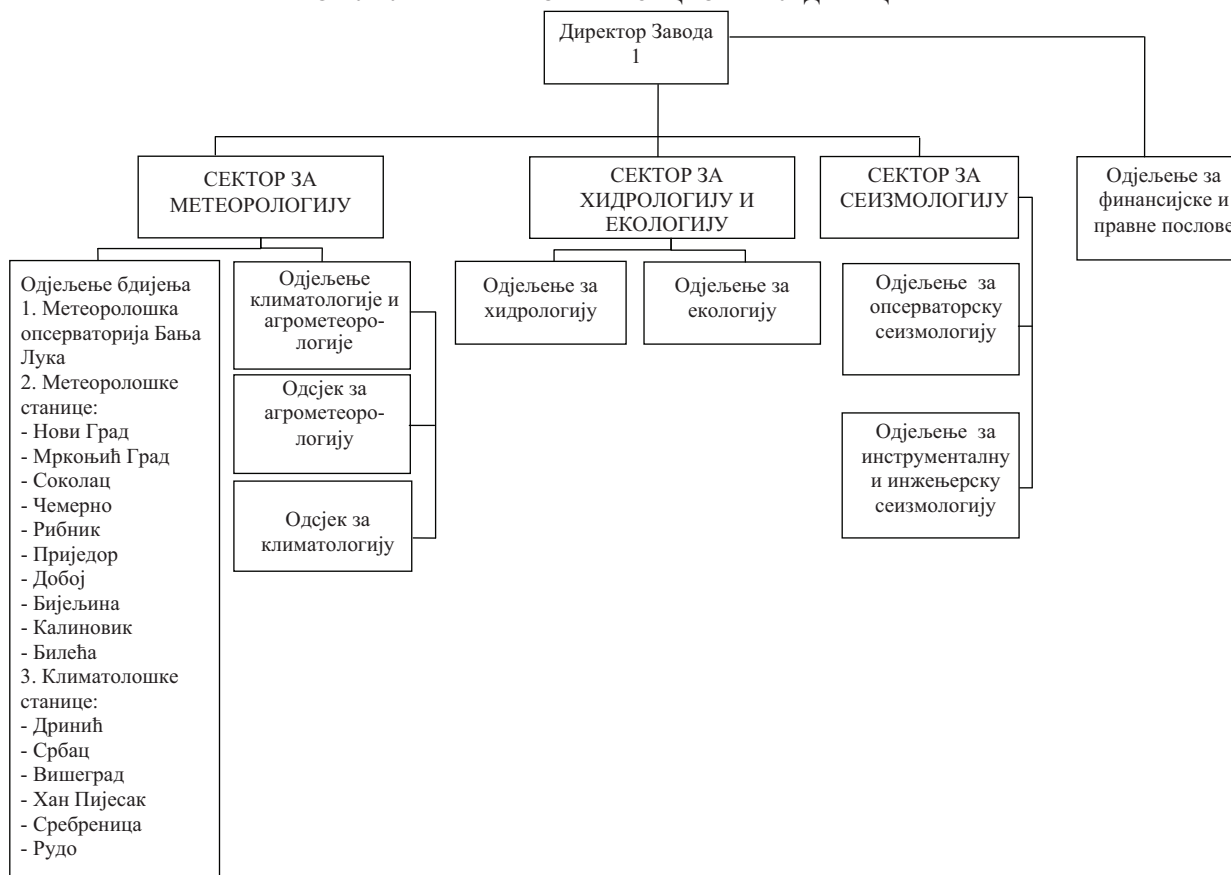 Директор Завода
1
СЕКТОР ЗА
МЕТЕОРОЛОГИЈУ
СЕКТОР ЗА
ХИДРОЛОГИЈУ И
ЕКОЛОГИЈУ
СЕКТОР ЗА
СЕИЗМОЛОГИЈУ
Одјељење за
финансијске и
правне послове
Одјељење бдијења
1. Метеоролошка
опсерваторија Бања
Лука
2. Метеоролошке
станице:
- Нови Град
- Мркоњић Град
- Соколац
- Чемерно
- Рибник
- Приједор
- Добој
- Бијељина
- Калиновик
- Билећа
3. Климатолошке
станице:
- Дринић
- Србац
- Вишеград
- Хан Пијесак
- Сребреница
- Рудо
Одјељење
климатологије и
агрометеоро-
логије
Одсјек за
агрометеоро-
логију
Одсјек за
климатологију
Одјељење за
хидрологију
Одјељење за
екологију
Одјељење за
опсерваторску
сеизмологију
Одјељење за
инструменталну
и инжењерску
сеизмологију